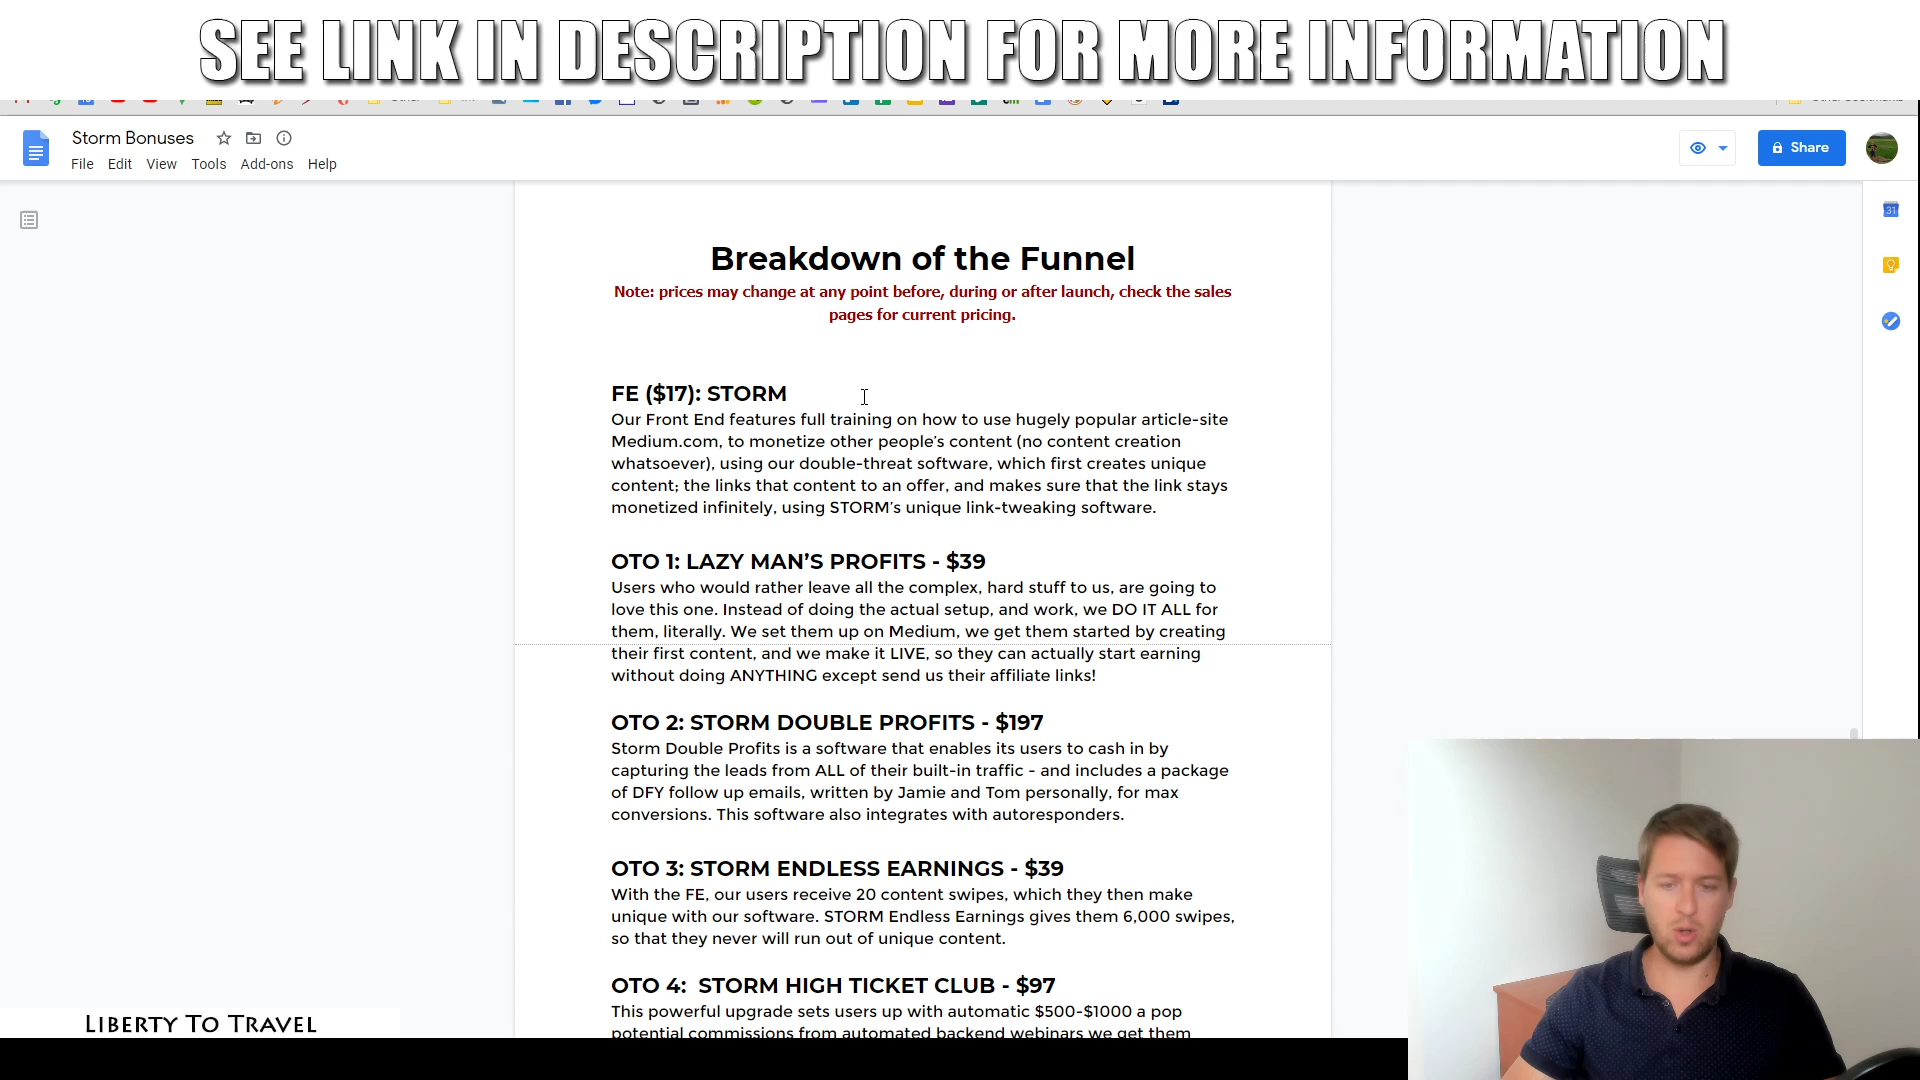 SEE LINK IN DESCRIPTION FOR MORE INFORMATION
Storm Bonuses
File Edit View Tools Add-ons Help
Share
31
Breakdown of the Funnel
Note: prices may change at any point before, during or after launch, check the sales
pages for current pricing.
FE ($17): STORM
Our Front End features full training on how to use hugely popular article-site
Medium.com, to monetize other people’s content (no content creation
whatsoever), using our double-threat software, which first creates unique
content; the links that content to an offer, and makes sure that the link stays
monetized infinitely, using STORM’s unique link-tweaking software.
OTO 1: LAZY MAN’S PROFITS - $39
Users who would rather leave all the complex, hard stuff to us, are going to
love this one. Instead of doing the actual setup, and work, we DO IT ALL for
them, literally. We set them up on Medium, we get them started by creating
their first content, and we make it LIVE, so they can actually start earning
without doing ANYTHING except send us their affiliate links!
OTO 2: STORM DOUBLE PROFITS - $197
Storm Double Profits is a software that enables its users to cash in by
capturing the leads from ALL of their built-in traffic - and includes a package
of DFY follow up emails, written by Jamie and Tom personally, for max
conversions. This software also integrates with autoresponders.
OTO 3: STORM ENDLESS EARNINGS - $39
With the FE, our users receive 20 content swipes, which they then make
unique with our software. STORM Endless Earnings gives them 6,000 swipes,
so that they never will run out of unique content.
OTO 4: STORM HIGH TICKET CLUB - $97
This powerful upgrade sets users up with automatic $500-$1000 a pop
potential commissions from automated backend webinars we get them
LIBERTY TO TRAVEL